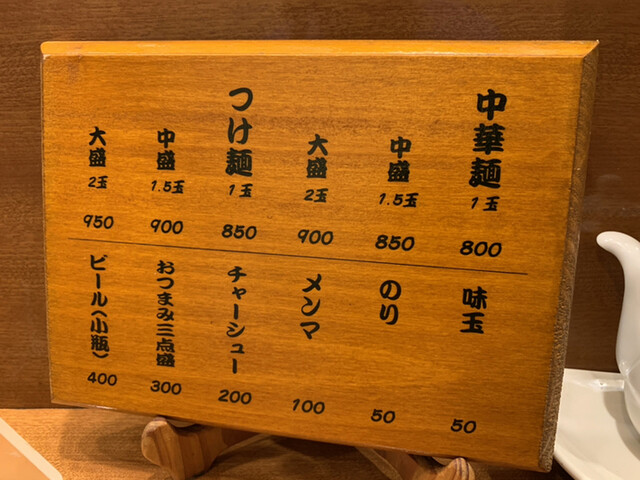 中華麺 1玉 800
中盛 1.5玉 850
大盛 2玉 900
つけ麺 1玉 850
中盛 1.5玉 900
大盛 2玉 950
味玉 50
のり 50
メンマ 100
チャーシュー 200
おつまみ三点盛 300
ビール(小瓶) 400